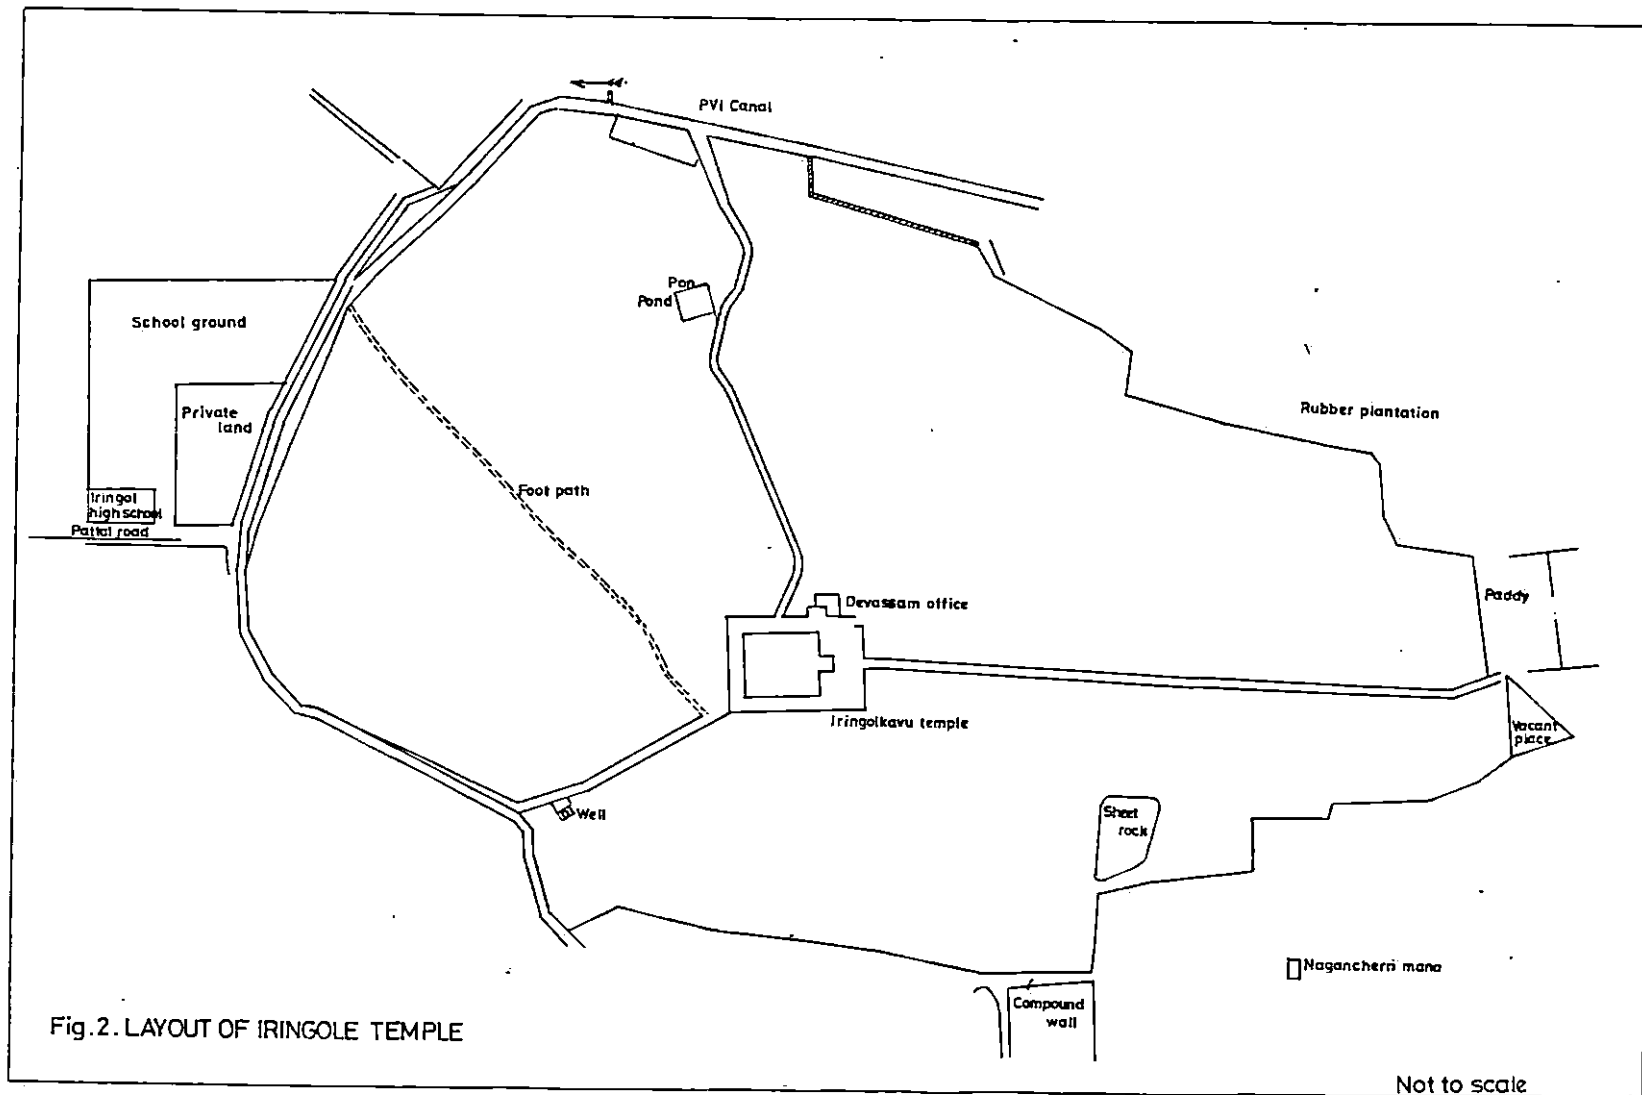 PVI Canal
Pon
Pond
School ground
Private
land
Rubber plantation
Iringol
high school
Pattal road
Foot path
Devassam office
Paddy
Iringolkavu temple
Vacant
place
Sheet
rock
Well
Nagancherri mana
Compound
wall
Fig.2. LAYOUT OF IRINGOLE TEMPLE
Not to scale